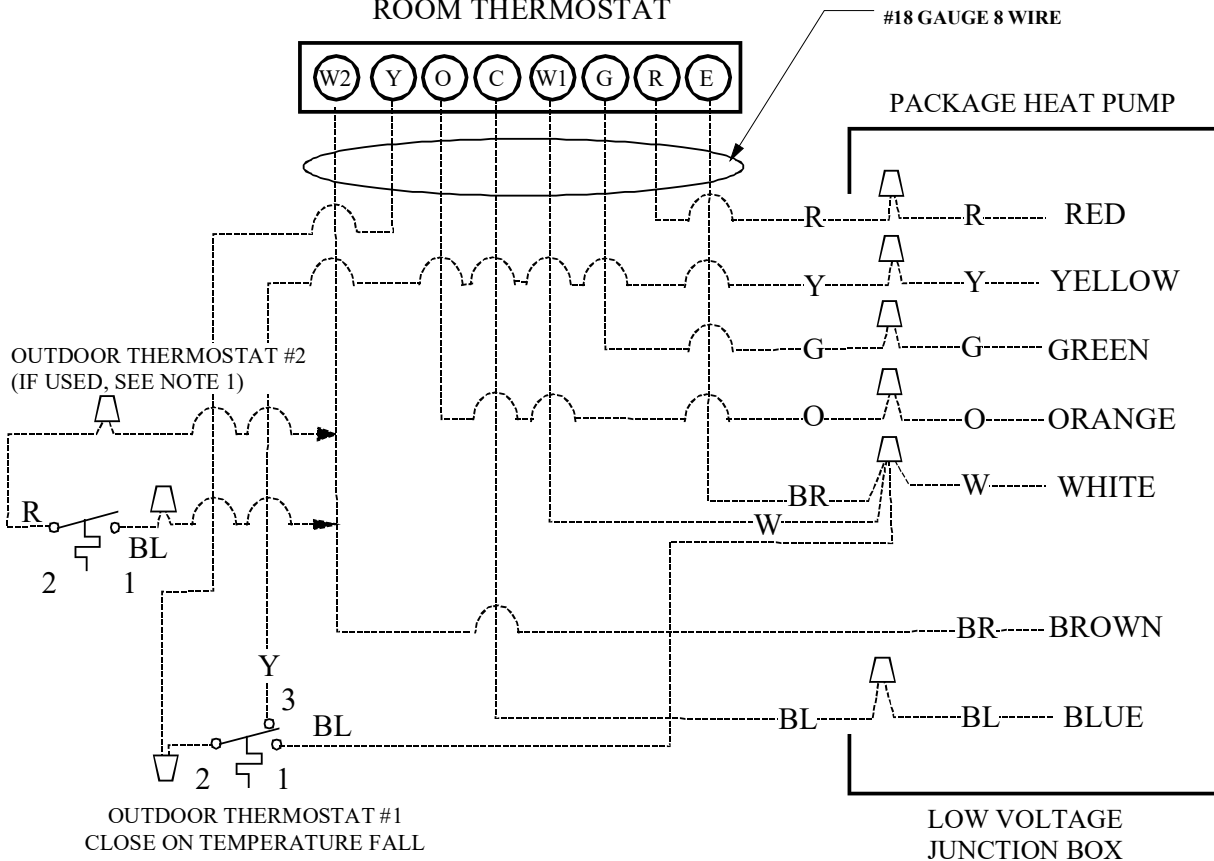 ROOM THERMOSTAT
#18 GAUGE 8 WIRE
W2 Y O C W1 G R E
PACKAGE HEAT PUMP
R R RED
Y Y YELLOW
G G GREEN
OUTDOOR THERMOSTAT #2
(IF USED, SEE NOTE 1)
O O ORANGE
BR W WHITE
R
W
BL
2 1
BR BROWN
Y
3
BL
BL BL BLUE
2 1
OUTDOOR THERMOSTAT #1
CLOSE ON TEMPERATURE FALL
LOW VOLTAGE
JUNCTION BOX